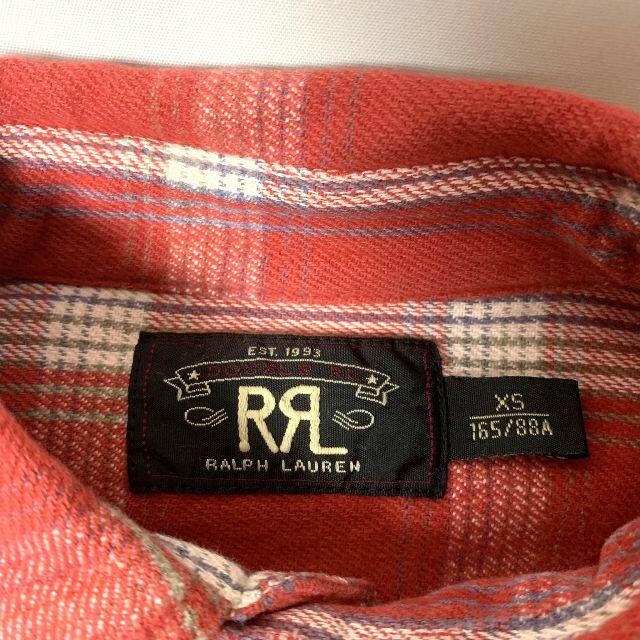 EST. 1993
DOUBLE RL
RRL
RALPH LAUREN
XS
165/88A